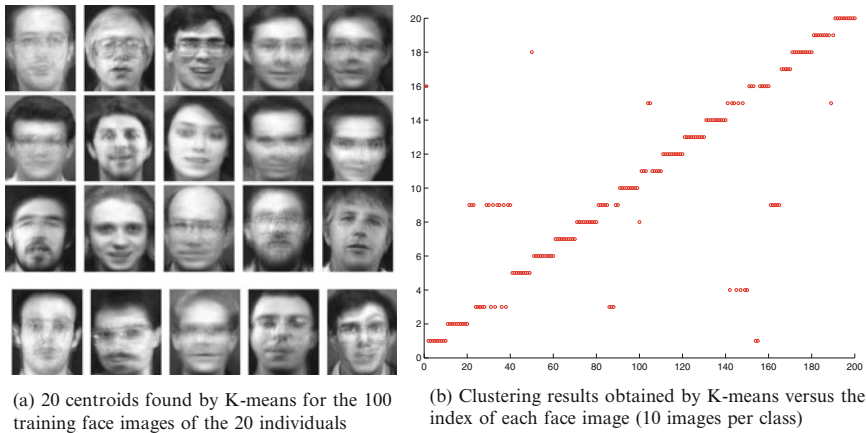 20
18
16
14
12
10
8
6
4
2
0
0 20 40 60 80 100 120 140 160 180 200
(a) 20 centroids found by K-means for the 100
training face images of the 20 individuals
(b) Clustering results obtained by K-means versus the
index of each face image (10 images per class)